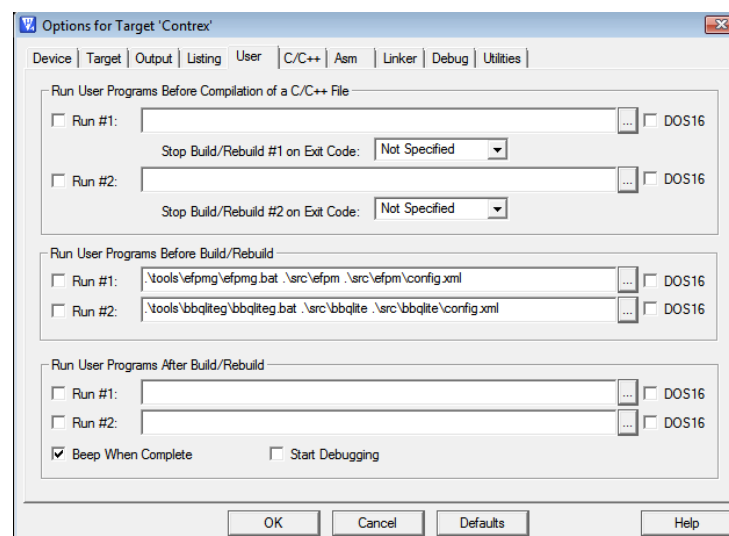 Options for Target 'Contrex'
Device Target Output Listing User C/C++ Asm Linker Debug Utilities
Run User Programs Before Compilation of a C/C++ File
Run #1: ... DOS16
Stop Build/Rebuild #1 on Exit Code: Not Specified
Run #2: ... DOS16
Stop Build/Rebuild #2 on Exit Code: Not Specified
Run User Programs Before Build/Rebuild
Run #1: .\tools\efpmg\efpmg.bat .\src\efpm .\src\efpm\config.xml ... DOS16
Run #2: .\tools\bbqliteg\bbqliteg.bat .\src\bbqlite .\src\bbqlite\config.xml ... DOS16
Run User Programs After Build/Rebuild
Run #1: ... DOS16
Run #2: ... DOS16
Beep When Complete Start Debugging
OK Cancel Defaults Help